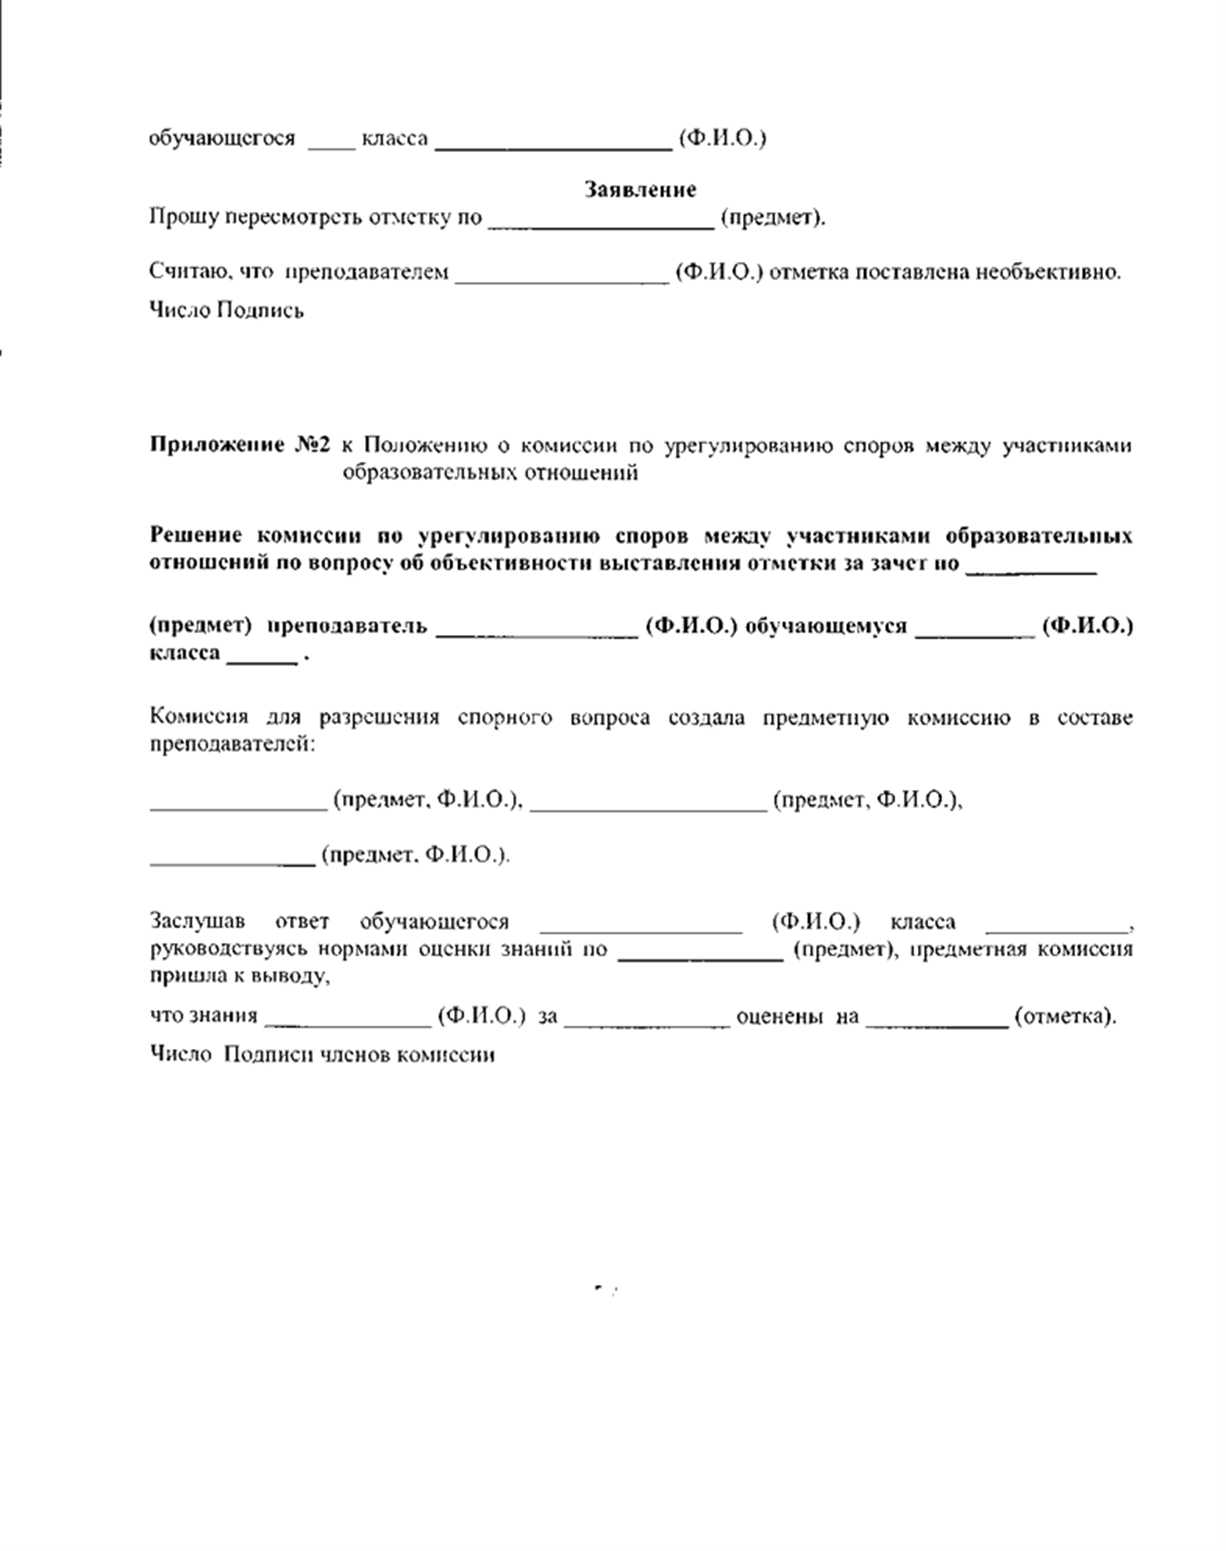 обучающегося ____ класса ____________________ (Ф.И.О.)
Заявление
Прошу пересмотреть отметку по ___________________ (предмет).
Считаю, что преподавателем __________________ (Ф.И.О.) отметка поставлена необъективно.
Число Подпись
Приложение №2 к Положению о комиссии по урегулированию споров между участниками
образовательных отношений
Решение комиссии по урегулированию споров между участниками образовательных
отношений по вопросу об объективности выставления отметки за зачет по ___________
(предмет) преподаватель _________________ (Ф.И.О.) обучающемуся __________ (Ф.И.О.)
класса ______ .
Комиссия для разрешения спорного вопроса создала предметную комиссию в составе
преподавателей:
_______________ (предмет, Ф.И.О.), ____________________ (предмет, Ф.И.О.),
______________ (предмет, Ф.И.О.).
Заслушав ответ обучающегося _________________ (Ф.И.О.) класса ____________,
руководствуясь нормами оценки знаний по ______________ (предмет), предметная комиссия
пришла к выводу,
что знания ______________ (Ф.И.О.) за ______________ оценены на ____________ (отметка).
Число Подписи членов комиссии